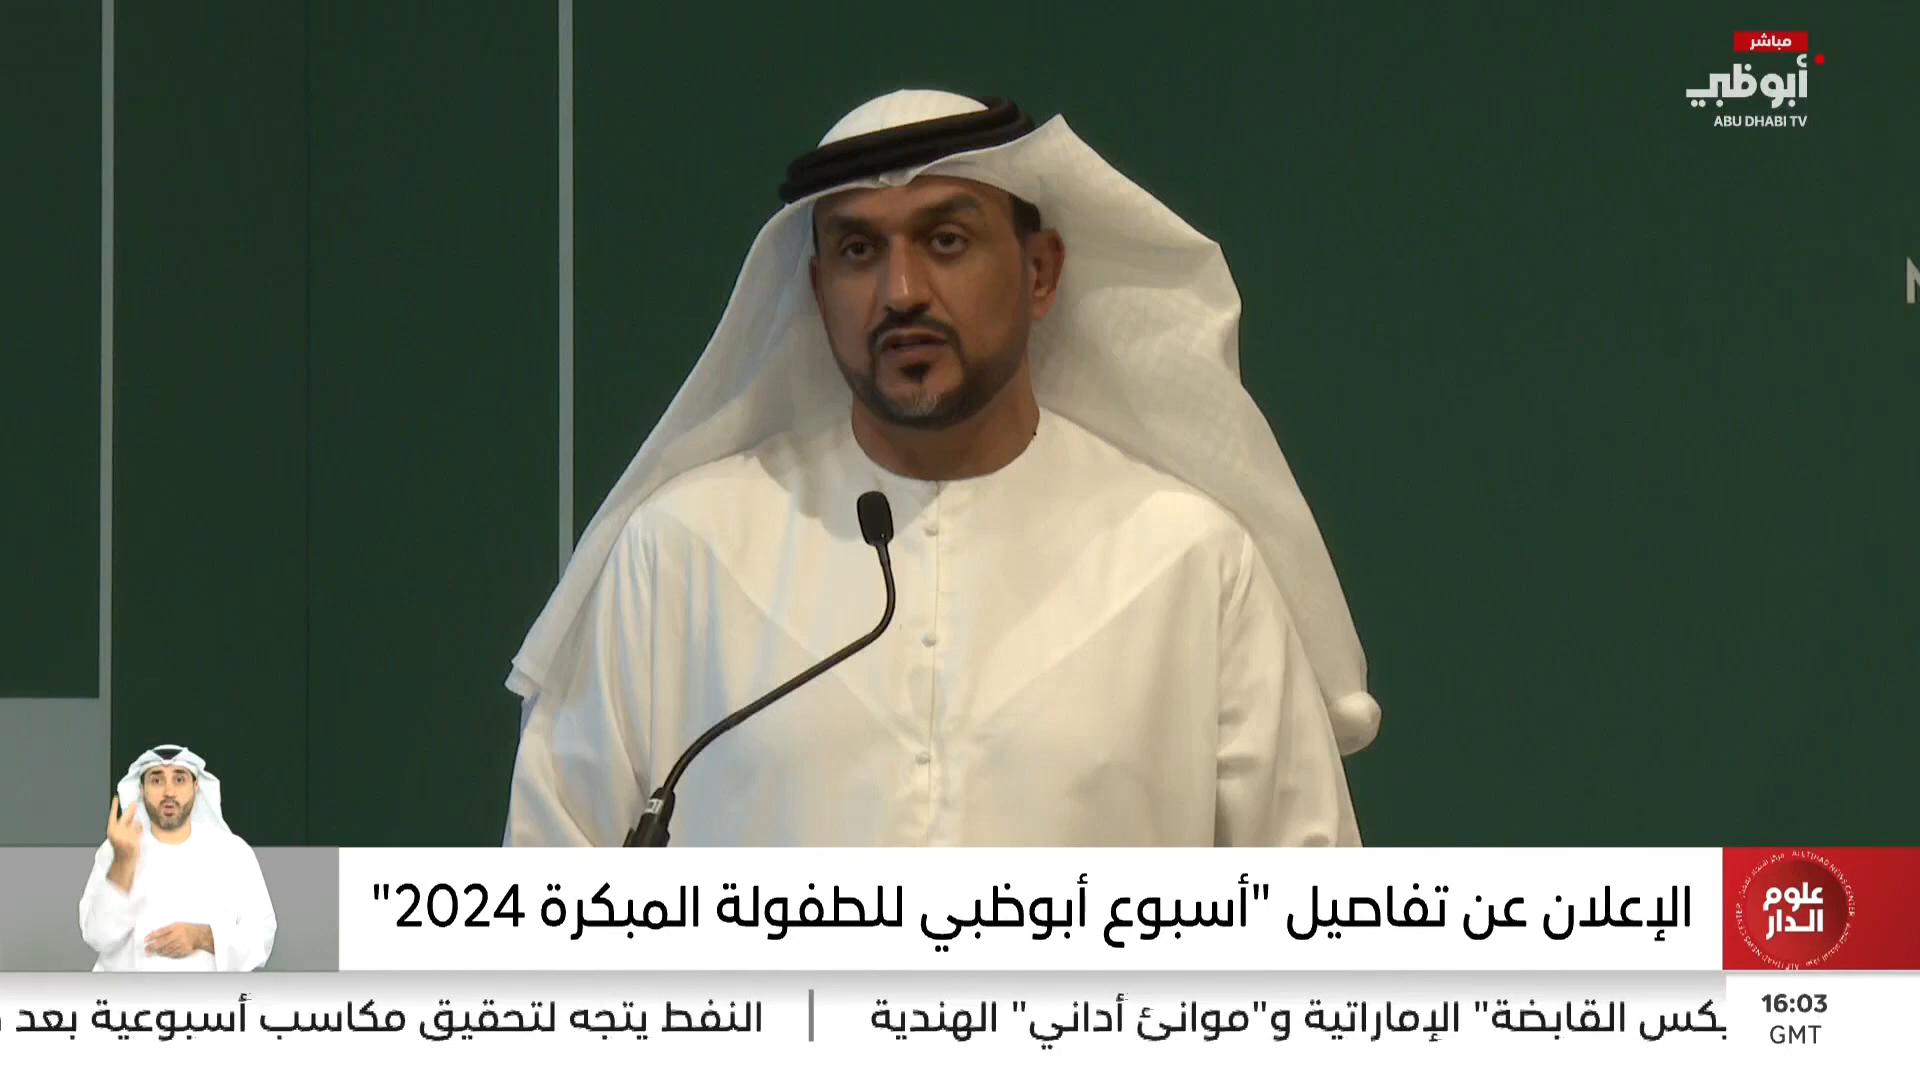 مباشر
أبوظبي
ABU DHABI TV
الإعلان عن تفاصيل "أسبوع أبوظبي للطفولة المبكرة 2024"
علوم
الدار
القابضة" الإماراتية و"موانئ أداني" الهندية | النفط يتجه لتحقيق مكاسب أسبوعية بعد
16:03
GMT